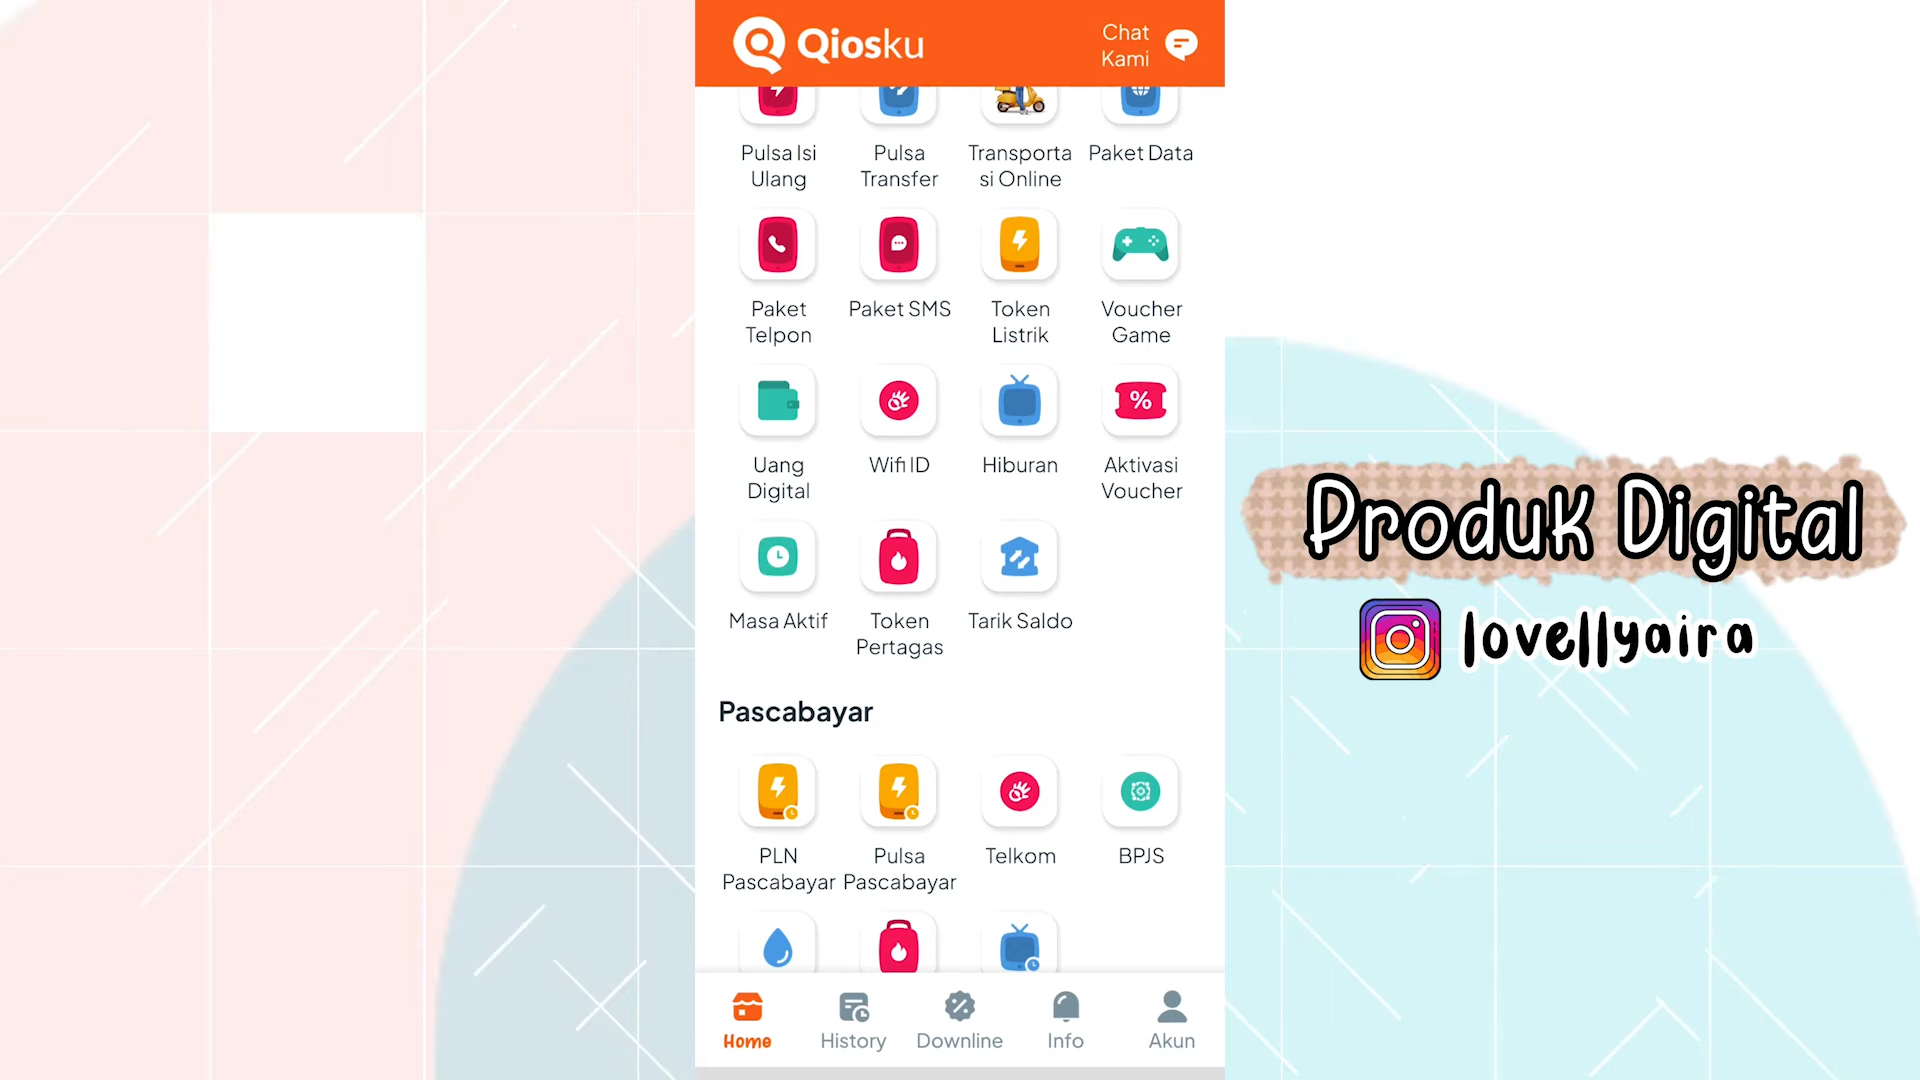 Qiosku
Chat
Kami
Pulsa Isi
Ulang
Pulsa
Transfer
Transporta
si Online
Paket Data
Paket
Telpon
Paket SMS
Token
Listrik
Voucher
Game
Uang
Digital
Wifi ID
Hiburan
Aktivasi
Voucher
Masa Aktif
Token
Pertagas
Tarik Saldo
Pascabayar
PLN
Pascabayar
Pulsa
Pascabayar
Telkom
BPJS
Home
History
Downline
Info
Akun
Produk Digital
lovellyaira